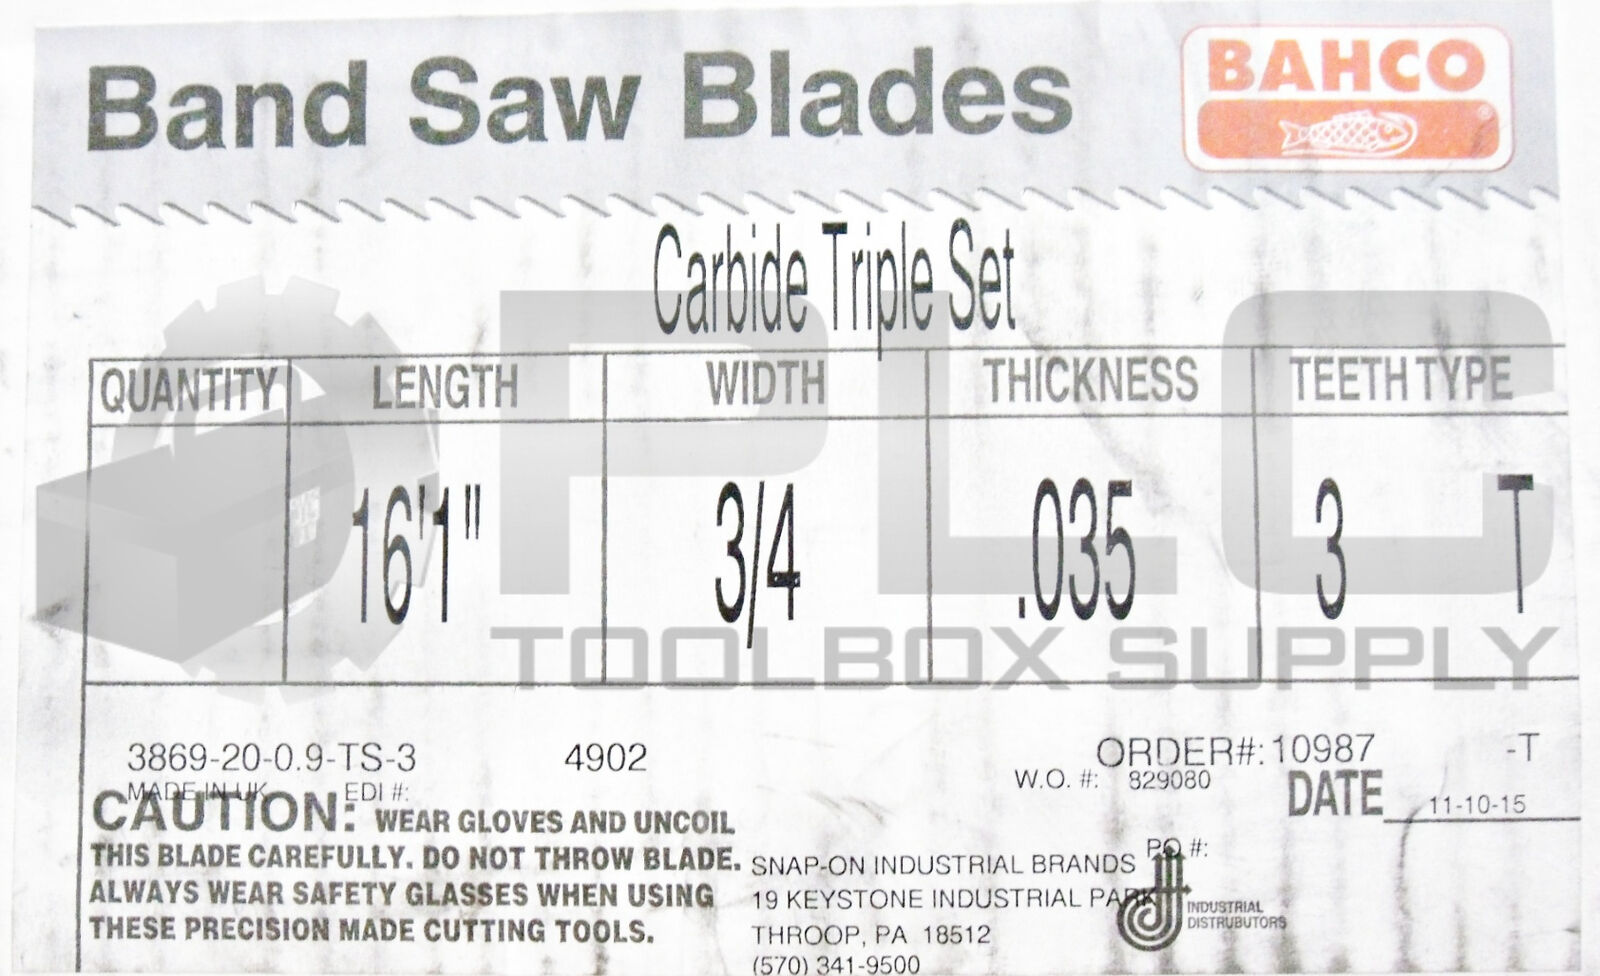 Band Saw Blades
BAHCO
®
Carbide Triple Set
QUANTITY LENGTH WIDTH THICKNESS TEETH TYPE
16'1" 3/4 .035 3 T
PLC
TOOLBOX SUPPLY
3869-20-0.9-TS-3 4902 ORDER#: 10987 -T
MADE IN UK EDI #: W.O. #: 829080
DATE 11-10-15
CAUTION: WEAR GLOVES AND UNCOIL
THIS BLADE CAREFULLY. DO NOT THROW BLADE.
ALWAYS WEAR SAFETY GLASSES WHEN USING
THESE PRECISION MADE CUTTING TOOLS.
PO #:
SNAP-ON INDUSTRIAL BRANDS
19 KEYSTONE INDUSTRIAL PARK
THROOP, PA 18512
(570) 341-9500
INDUSTRIAL
DISTRUBUTORS